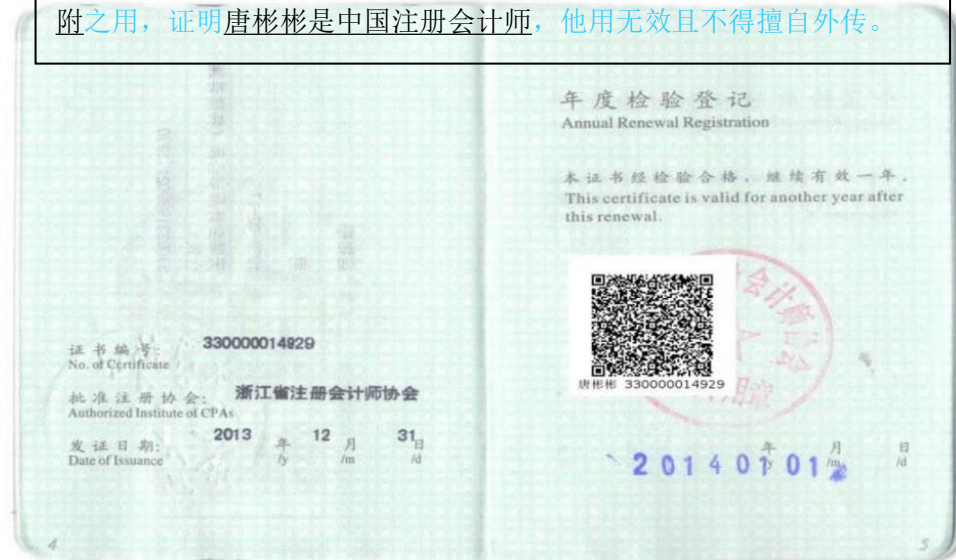 附之用，证明唐彬彬是中国注册会计师，他用无效且不得擅自外传。
年度检验登记
Annual Renewal Registration
本证书经检验合格，继续有效一年。
This certificate is valid for another year after
this renewal.
唐彬彬 330000014929
证书编号: 330000014929
No. of Certificate
批准注册协会: 浙江省注册会计师协会
Authorized Institute of CPAs
发证日期: 2013 年 12 月 31 日
Date of Issuance /y /m /d
年 月 日
20140101
/y /m /d
4
5